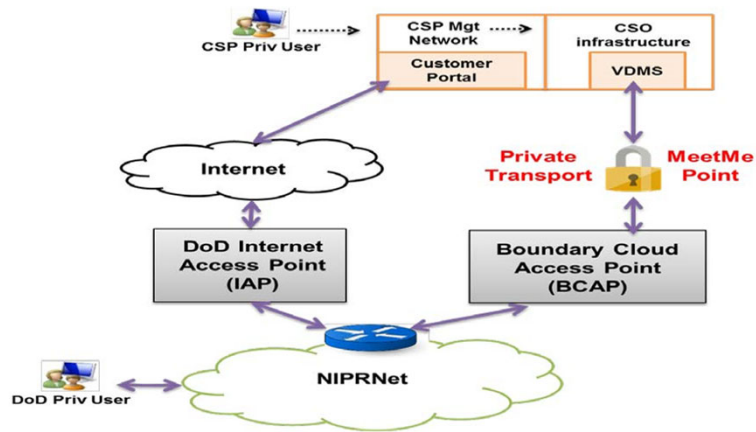 CSP Priv User
CSP Mgt
Network
Customer
Portal
CSO
infrastructure
VDMS
Internet
Private
Transport
MeetMe
Point
DoD Internet
Access Point
(IAP)
Boundary Cloud
Access Point
(BCAP)
NIPRNet
DoD Priv User